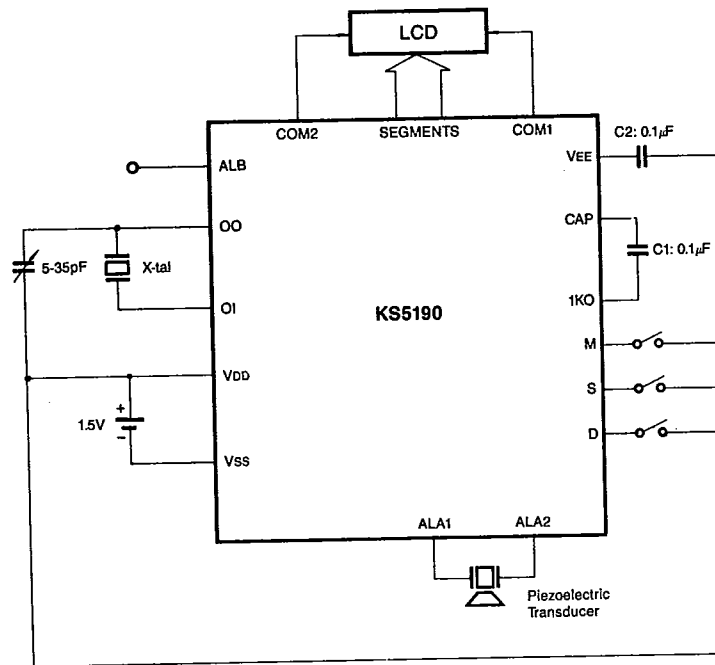 LCD
COM2 SEGMENTS COM1
C2: 0.1μF
VEE
ALB
OO
CAP
5-35pF X-tal
C1: 0.1μF
OI
1KO
KS5190
M
VDD
S
+
1.5V
−
D
VSS
ALA1 ALA2
Piezoelectric
Transducer